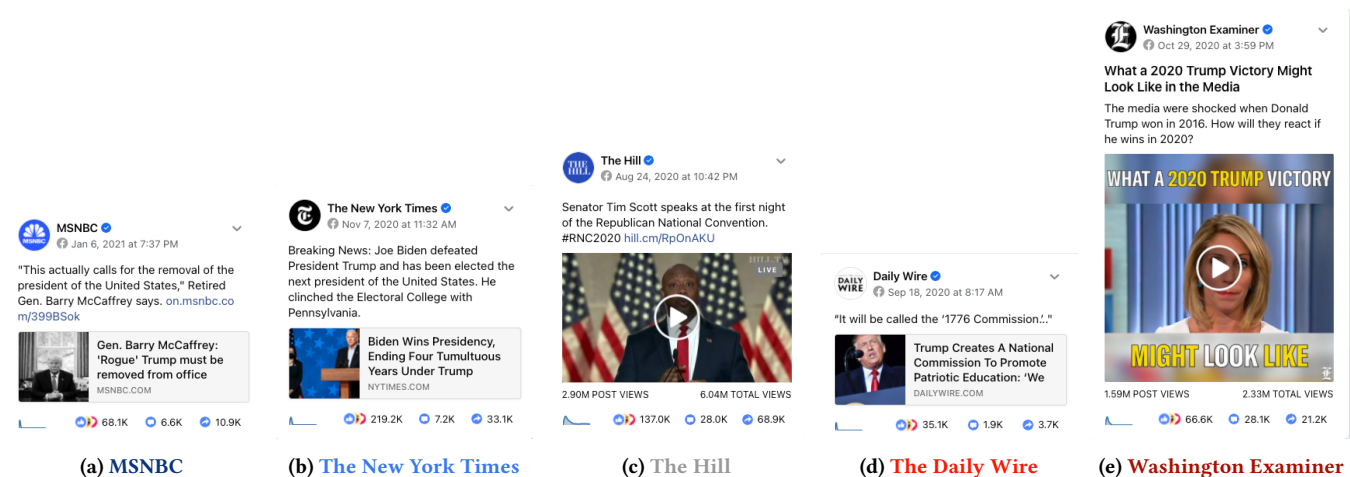 MSNBC
Jan 6, 2021 at 7:37 PM
"This actually calls for the removal of the
president of the United States," Retired
Gen. Barry McCaffrey says. on.msnbc.co
m/399BSok
Gen. Barry McCaffrey:
'Rogue' Trump must be
removed from office
MSNBC.COM
68.1K 6.6K 10.9K
(a) MSNBC
The New York Times
Nov 7, 2020 at 11:32 AM
Breaking News: Joe Biden defeated
President Trump and has been elected the
next president of the United States. He
clinched the Electoral College with
Pennsylvania.
Biden Wins Presidency,
Ending Four Tumultuous
Years Under Trump
NYTIMES.COM
219.2K 7.2K 33.1K
(b) The New York Times
THE
HILL
The Hill
Aug 24, 2020 at 10:42 PM
Senator Tim Scott speaks at the first night
of the Republican National Convention.
#RNC2020 hill.cm/RpOnAKU
HILL.TV
LIVE
2.90M POST VIEWS 6.04M TOTAL VIEWS
137.0K 28.0K 68.9K
(c) The Hill
DAILY
WIRE
Daily Wire
Sep 18, 2020 at 8:17 AM
“It will be called the ‘1776 Commission.’..”
Trump Creates A National
Commission To Promote
Patriotic Education: ‘We
DAILYWIRE.COM
35.1K 1.9K 3.7K
(d) The Daily Wire
Washington Examiner
Oct 29, 2020 at 3:59 PM
What a 2020 Trump Victory Might
Look Like in the Media
The media were shocked when Donald
Trump won in 2016. How will they react if
he wins in 2020?
WHAT A 2020 TRUMP VICTORY
MIGHT LOOK LIKE
1.59M POST VIEWS 2.33M TOTAL VIEWS
66.6K 28.1K 21.2K
(e) Washington Examiner